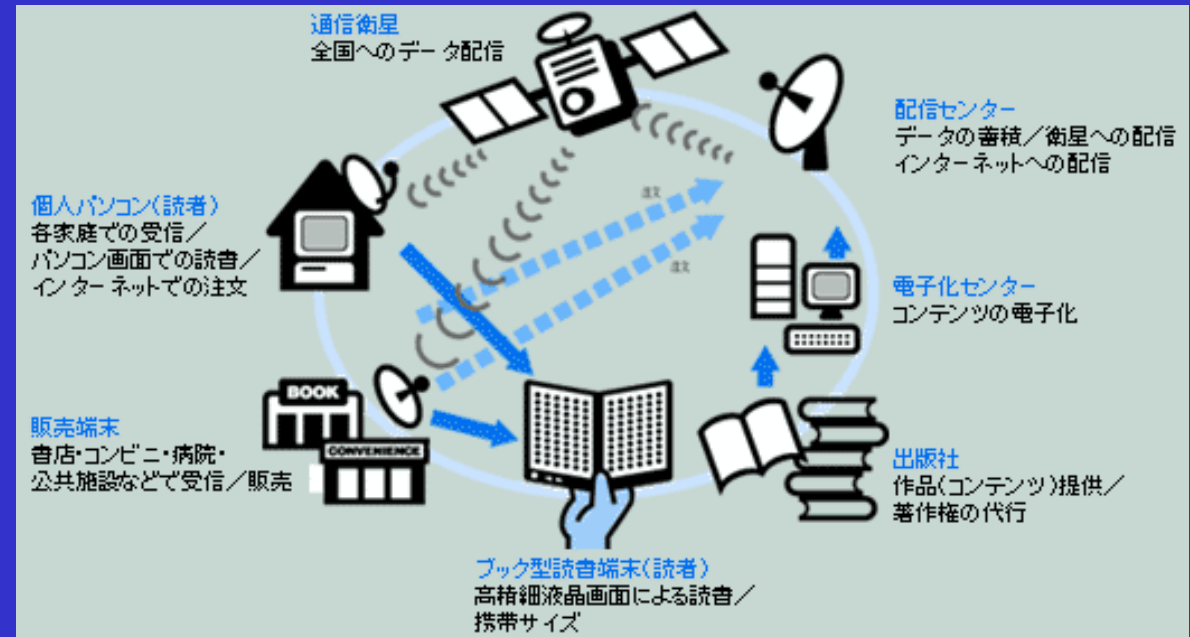 通信衛星
全国へのデータ配信
配信センター
データの蓄積／衛星への配信
インターネットへの配信
個人パソコン(読者)
各家庭での受信／
パソコン画面での読書／
インターネットでの注文
注文
注文
電子化センター
コンテンツの電子化
販売端末
書店・コンビニ・病院・
公共施設などで受信／販売
BOOK
CONVENIENCE
出版社
作品(コンテンツ)提供／
著作権の代行
ブック型読書端末(読者)
高精細液晶画面による読書／
携帯サイズ